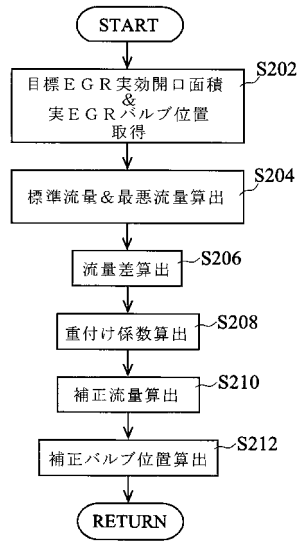 START
S202
目標EGR実効開口面積
&
実EGRバルブ位置
取得
S204
標準流量&最悪流量算出
S206
流量差算出
S208
重付け係数算出
S210
補正流量算出
S212
補正バルブ位置算出
RETURN